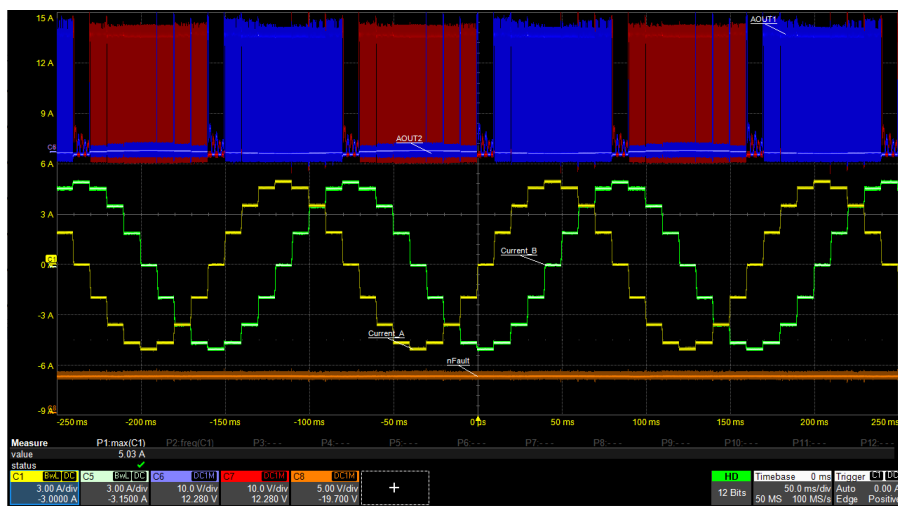 15 A
AOUT1
12 A
9 A
C6
AOUT2
6 A
3 A
Current_B
C1
0 A
-3 A
Current_A
-6 A
nFault
-9 A
-250 ms -200 ms -150 ms -100 ms -50 ms 0 ps 50 ms 100 ms 150 ms 200 ms 250 ms
Measure P1:max(C1) P2:freq(C1) P3:- - - P4:- - - P5:- - - P6:- - - P7:- - - P8:- - - P9:- - - P10:- - - P11:- - - P12:- - -
value 5.03 A
status ✓
C1 BwL DC C5 BwL DC C6 DC1M C7 DC1M C8 DC1M
3.00 A/div 3.00 A/div 10.0 V/div 10.0 V/div 5.00 V/div
-3.0000 A -3.1500 A 12.280 V 12.280 V -19.700 V
+
HD Timebase 0 ms Trigger C1 DC
12 Bits 50.0 ms/div Auto 0.00 A
50 MS 100 MS/s Edge Positive